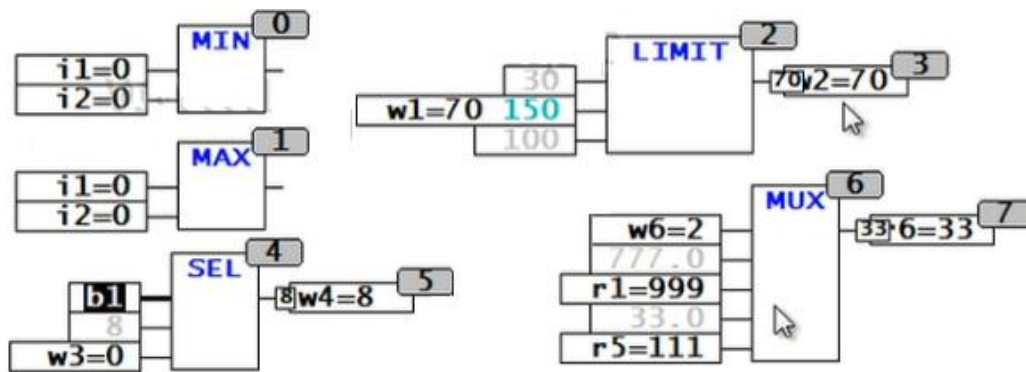 MIN 0
i1=0
i2=0
MAX 1
i1=0
i2=0
SEL 4
b1
8
w3=0
8 w4=8 5
LIMIT 2
30
w1=70 150
100
70 w2=70 3
MUX 6
w6=2
777.0
r1=999
33.0
r5=111
33 6=33 7